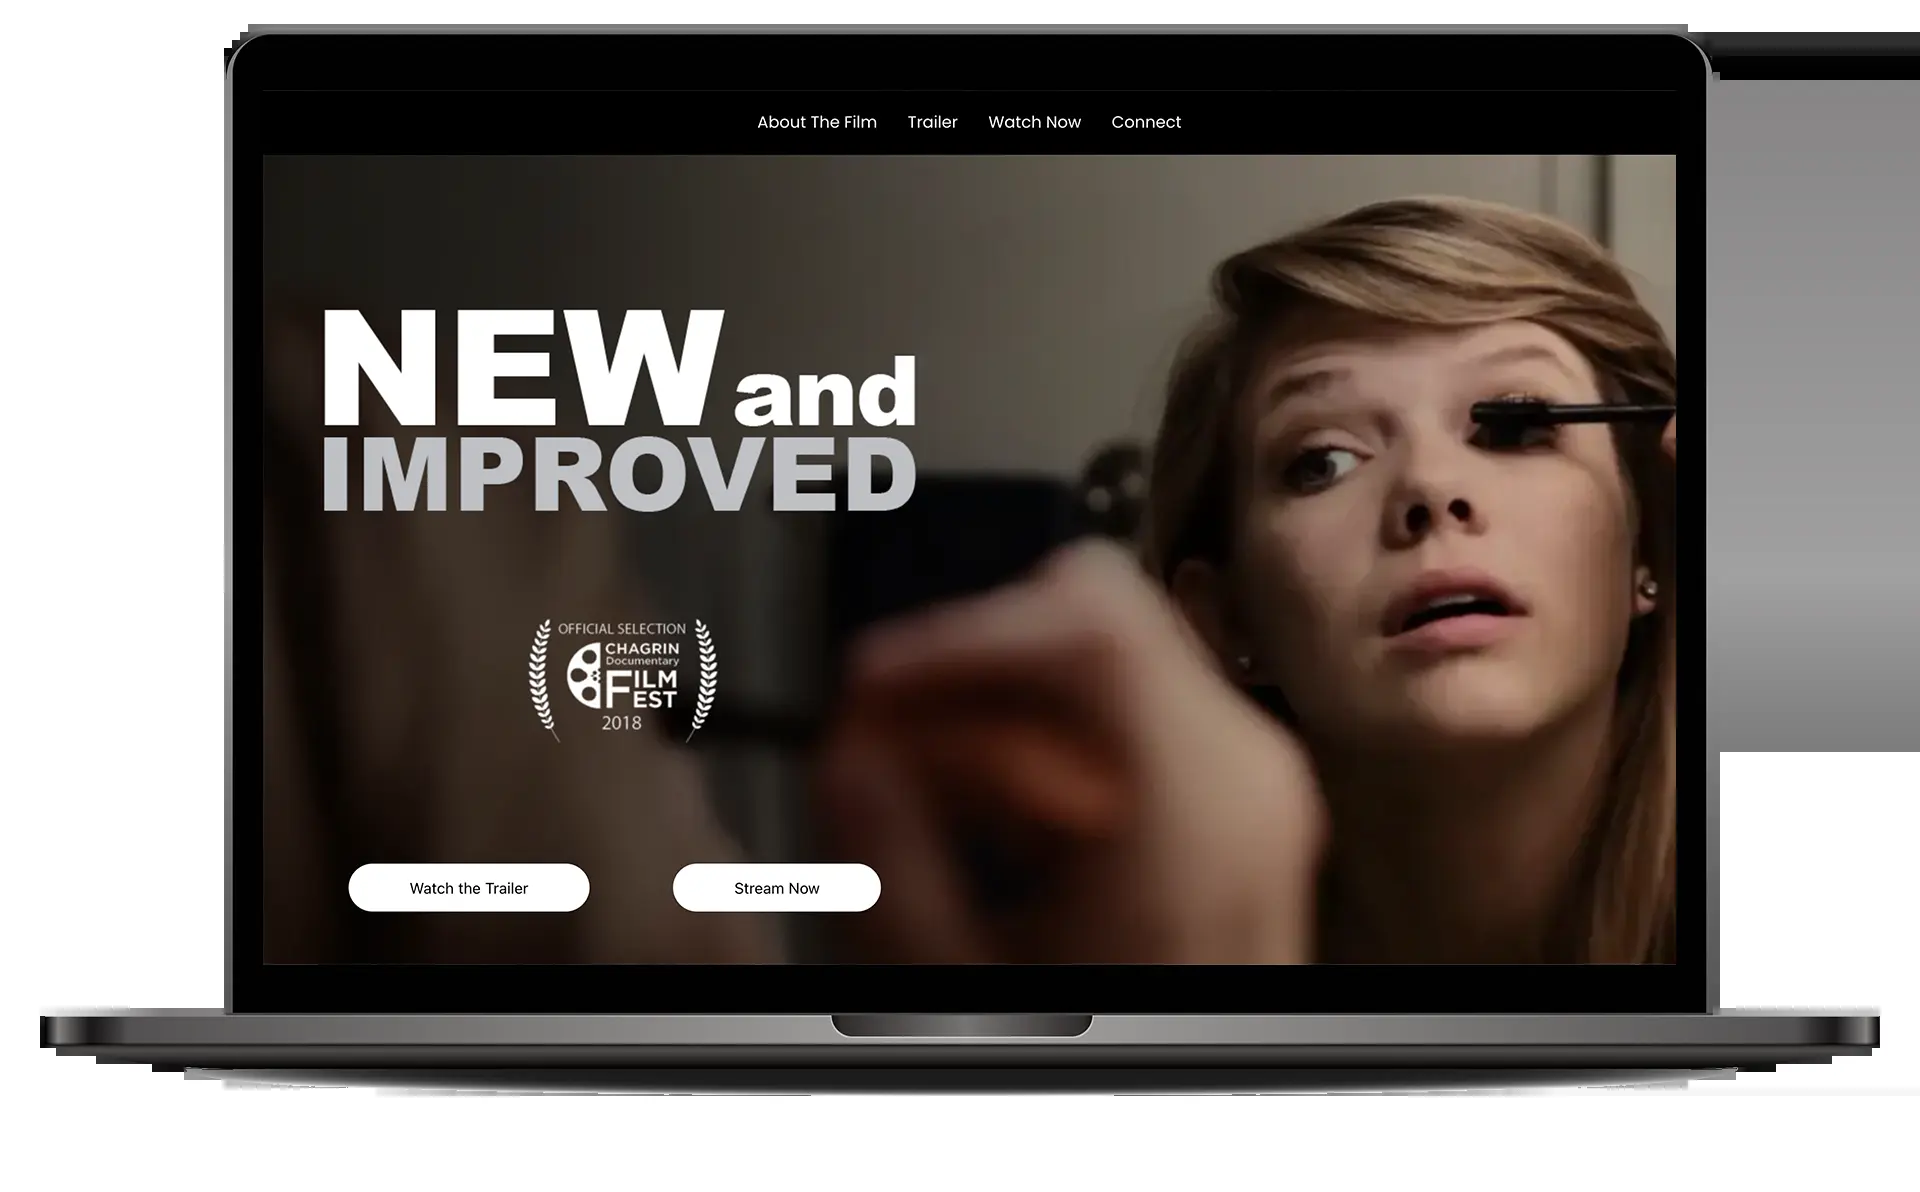 About The Film Trailer Watch Now Connect
NEW and
IMPROVED
OFFICIAL SELECTION
CHAGRIN
Documentary
FILM
FEST
2018
Watch the Trailer Stream Now